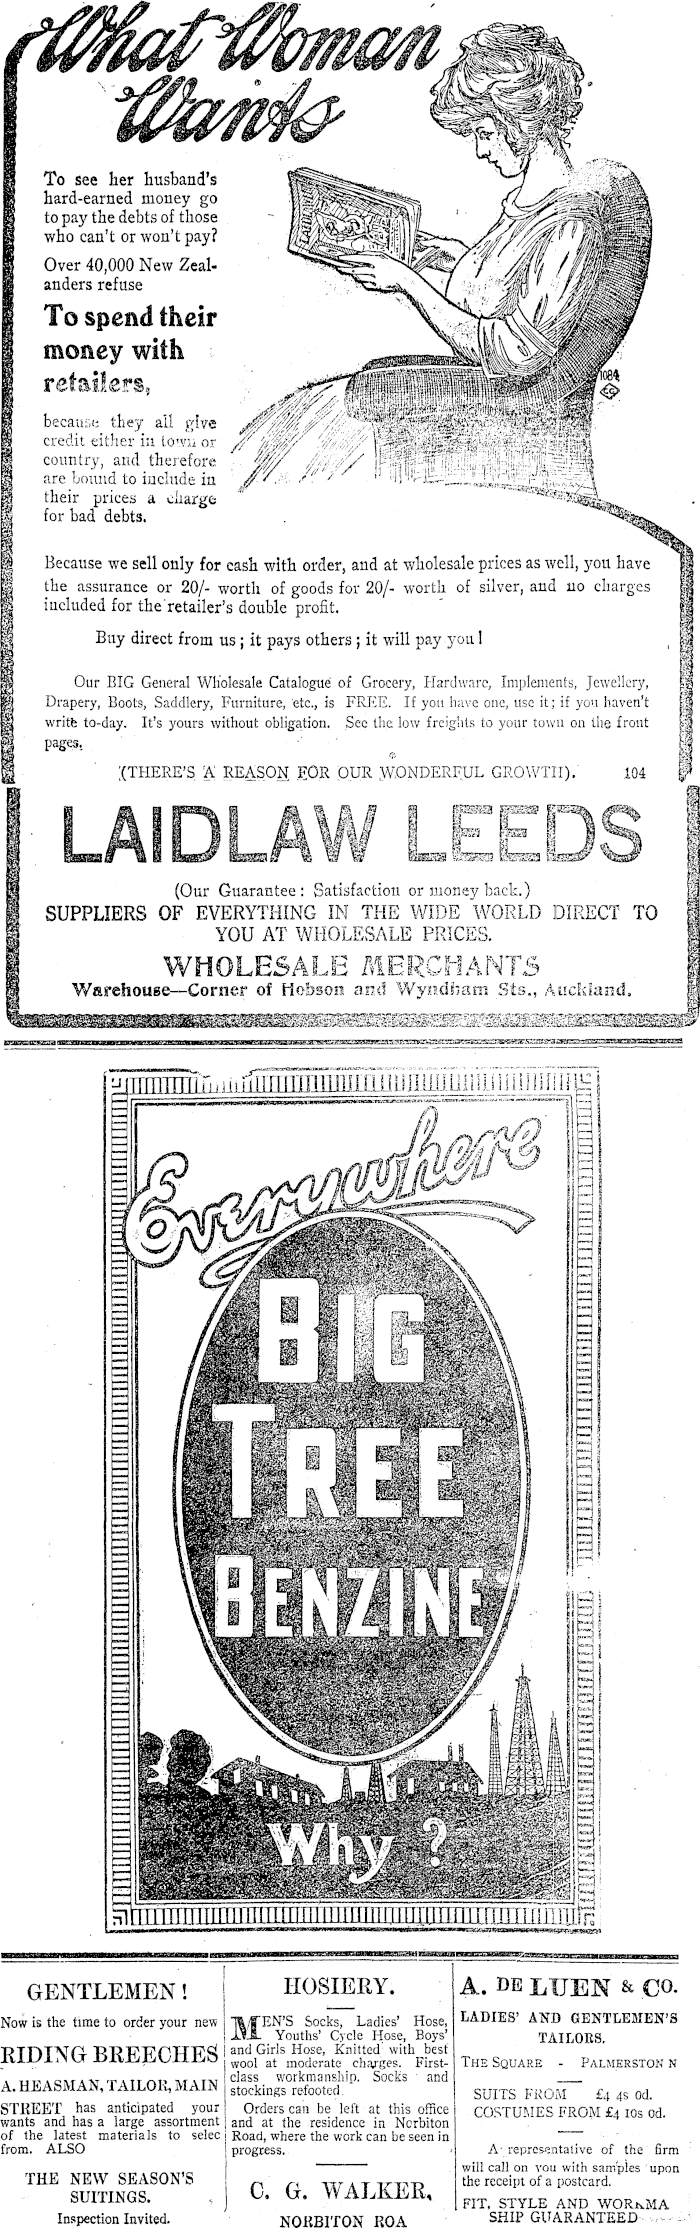 What Woman
Wants
To see her husband's
hard-earned money go
to pay the debts of those
who can't or won't pay?
Over 40,000 New Zeal-
anders refuse
To spend their
money with
retailers,
because they all give
credit either in town or
country, and therefore
are bound to include in
their prices a charge
for bad debts.
1084
Because we sell only for cash with order, and at wholesale prices as well, you have
the assurance or 20/- worth of goods for 20/- worth of silver, and no charges
included for the retailer's double profit.
Buy direct from us; it pays others; it will pay you!
Our BIG General Wholesale Catalogue of Grocery, Hardware, Implements, Jewellery,
Drapery, Boots, Saddlery, Furniture, etc., is FREE. If you have one, use it; if you haven't
write to-day. It's yours without obligation. See the low freights to your town on the front
pages.
(THERE'S A REASON FOR OUR WONDERFUL GROWTH). 104
LAIDLAW LEEDS
(Our Guarantee: Satisfaction or money back.)
SUPPLIERS OF EVERYTHING IN THE WIDE WORLD DIRECT TO
YOU AT WHOLESALE PRICES.
WHOLESALE MERCHANTS
Warehouse—Corner of Hobson and Wyndham Sts., Auckland.
Everywhere
BIG
TREE
BENZINE
Why?
GENTLEMEN!
Now is the time to order your new
RIDING BREECHES
A. HEASMAN, TAILOR, MAIN
STREET has anticipated your
wants and has a large assortment
of the latest materials to selec
from. ALSO
THE NEW SEASON'S
SUITINGS.
Inspection Invited.
HOSIERY.
MEN'S Socks, Ladies' Hose,
Youths' Cycle Hose, Boys'
and Girls Hose, Knitted with best
wool at moderate charges. First-
class workmanship. Socks and
stockings refooted
Orders can be left at this office
and at the residence in Norbiton
Road, where the work can be seen in
progress.
C. G. WALKER,
NORBITON ROA
A. DE LUEN & CO.
LADIES' AND GENTLEMEN'S
TAILORS.
THE SQUARE - PALMERSTON N
SUITS FROM £4 4s 0d.
COSTUMES FROM £4 10s 0d.
A representative of the firm
will call on you with samples upon
the receipt of a postcard.
FIT, STYLE AND WORKMA
SHIP GUARANTEED